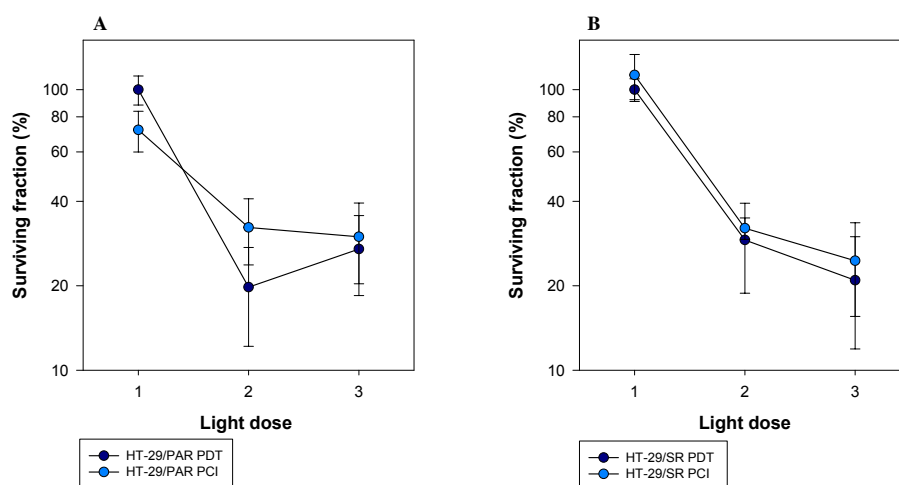 A
B
Surviving fraction (%)
100
80
60
40
20
10
1 2 3
Light dose
HT-29/PAR PDT
HT-29/PAR PCI
Surviving fraction (%)
100
80
60
40
20
10
1 2 3
Light dose
HT-29/SR PDT
HT-29/SR PCI